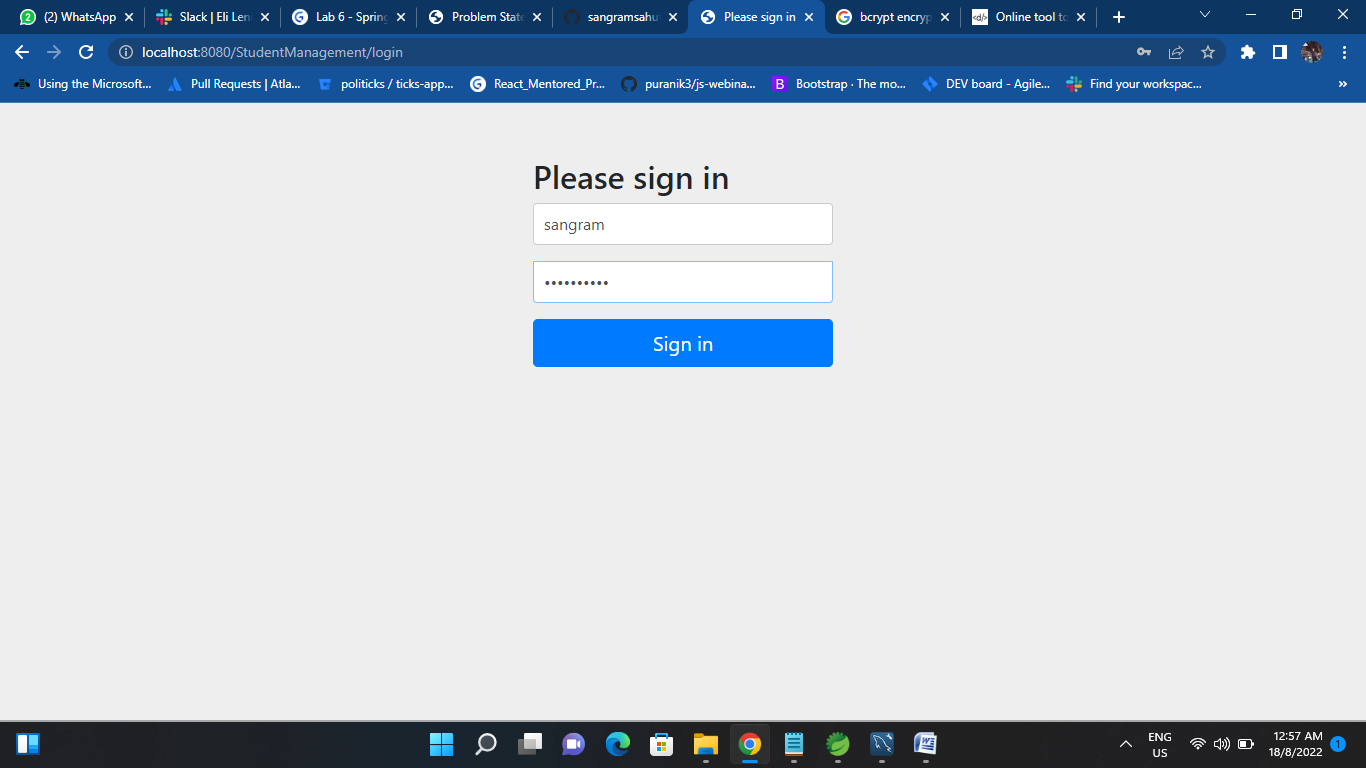 2 (2) WhatsApp
Slack | Eli Len
Lab 6 - Spring
Problem State
sangramsahu
Please sign in
bcrypt encryp
</> Online tool to
localhost:8080/StudentManagement/login
Using the Microsoft...
Pull Requests | Atla...
politicks / ticks-app...
React_Mentored_Pr...
puranik3/js-webina...
B Bootstrap · The mo...
DEV board - Agile...
Find your workspac...
»
Please sign in
sangram
••••••••••
Sign in
ENG
US
12:57 AM
18/8/2022
1